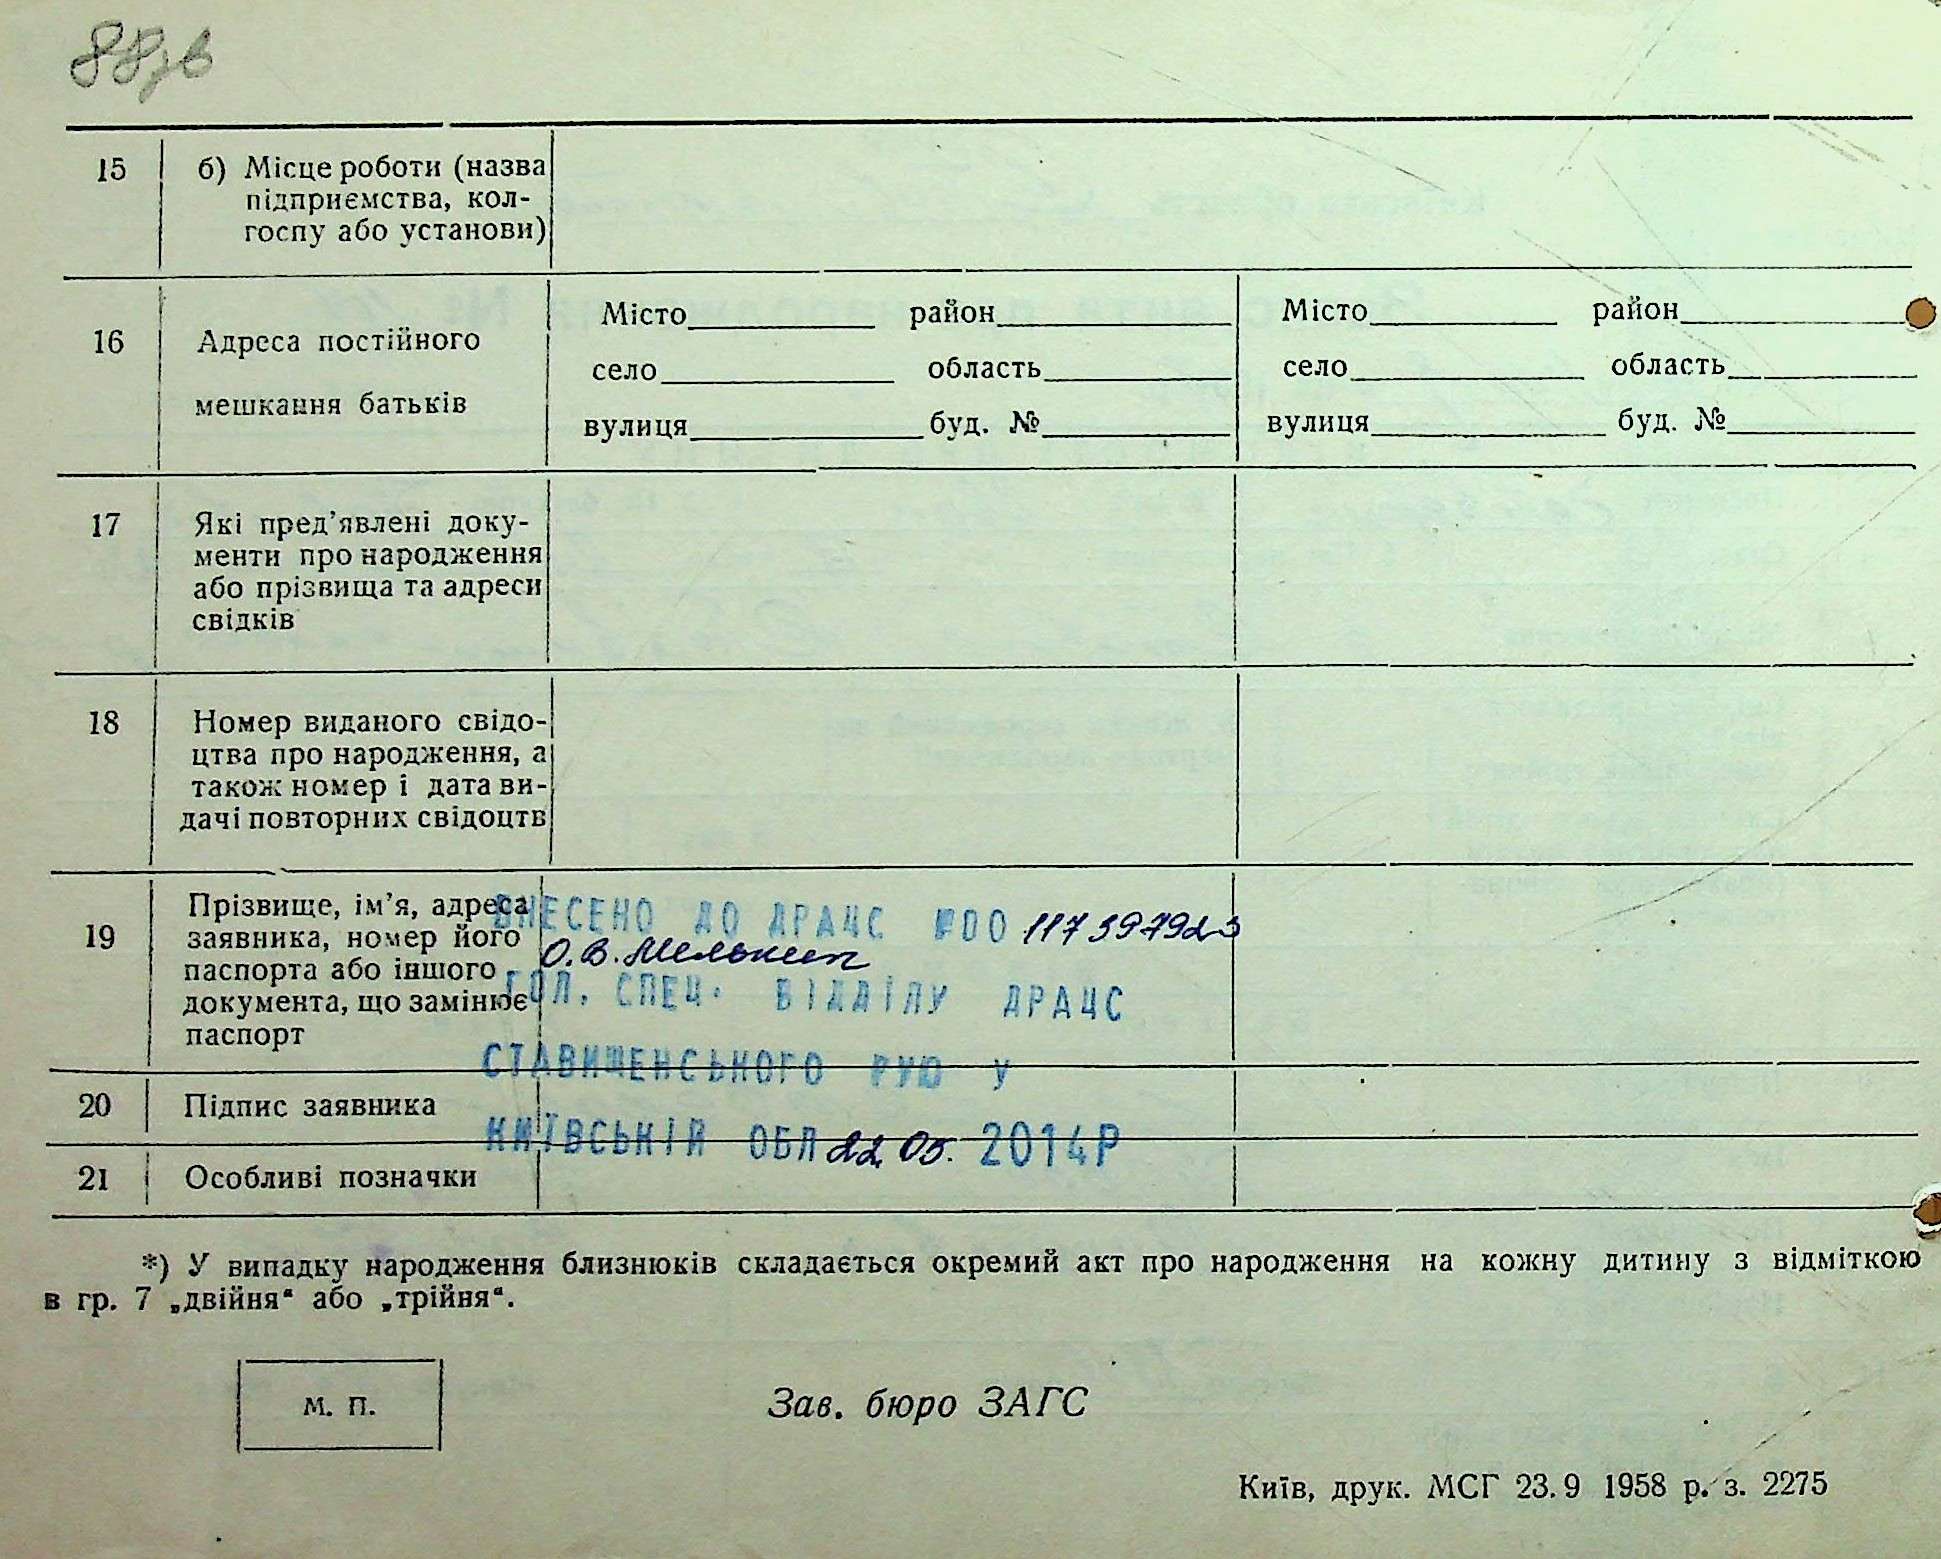 88зв
15 б) Місце роботи (назва
підприємства, кол-
госпу або установи)
16 Адреса постійного
мешкання батьків
Місто район Місто район
село область село область
вулиця буд. № вулиця буд. №
17 Які пред’явлені доку-
менти про народження
або прізвища та адреси
свідків
18 Номер виданого свідо-
цтва про народження, а
також номер і дата ви-
дачі повторних свідоцтв
19 Прізвище, ім’я, адреса
заявника, номер його
паспорта або іншого
документа, що замінює
паспорт
ВНЕСЕНО ДО ДРАЦС №00 117397923
О.В.
ГОЛ. СПЕЦ. ВІДДІЛУ ДРАЦС
СТАВИЩЕНСЬКОГО РУЮ У
КИЇВСЬКІЙ ОБЛ 22.05. 2014Р
20 Підпис заявника
21 Особливі позначки
*) У випадку народження близнюків складається окремий акт про народження на кожну дитину з відміткою
в гр. 7 „двійня“ або „трійня“.
М. П.
Зав. бюро ЗАГС
Київ, друк. МСГ 23.9 1958 р. з. 2275